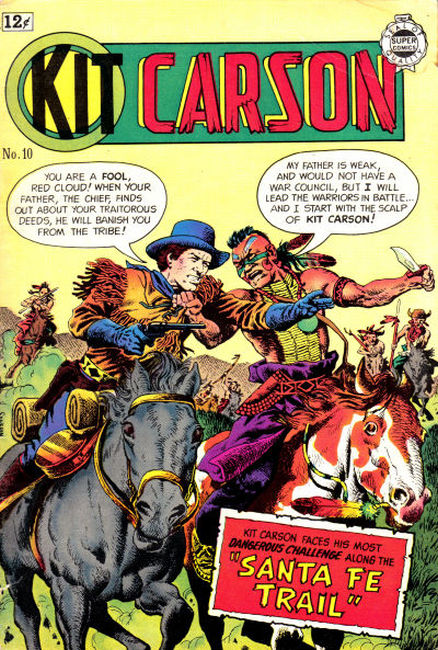 12¢
KIT CARSON
SEAL OF
SUPER
COMICS
QUALITY
No. 10
YOU ARE A FOOL,
RED CLOUD! WHEN YOUR
FATHER, THE CHIEF, FINDS
OUT ABOUT YOUR TRAITOROUS
DEEDS, HE WILL BANISH YOU
FROM THE TRIBE!
MY FATHER IS WEAK,
AND WOULD NOT HAVE A
WAR COUNCIL, BUT I WILL
LEAD THE WARRIORS IN BATTLE...
AND I START WITH THE SCALP
OF KIT CARSON!
KIT CARSON FACES HIS MOST
DANGEROUS CHALLENGE ALONG THE
"SANTA FE
TRAIL"